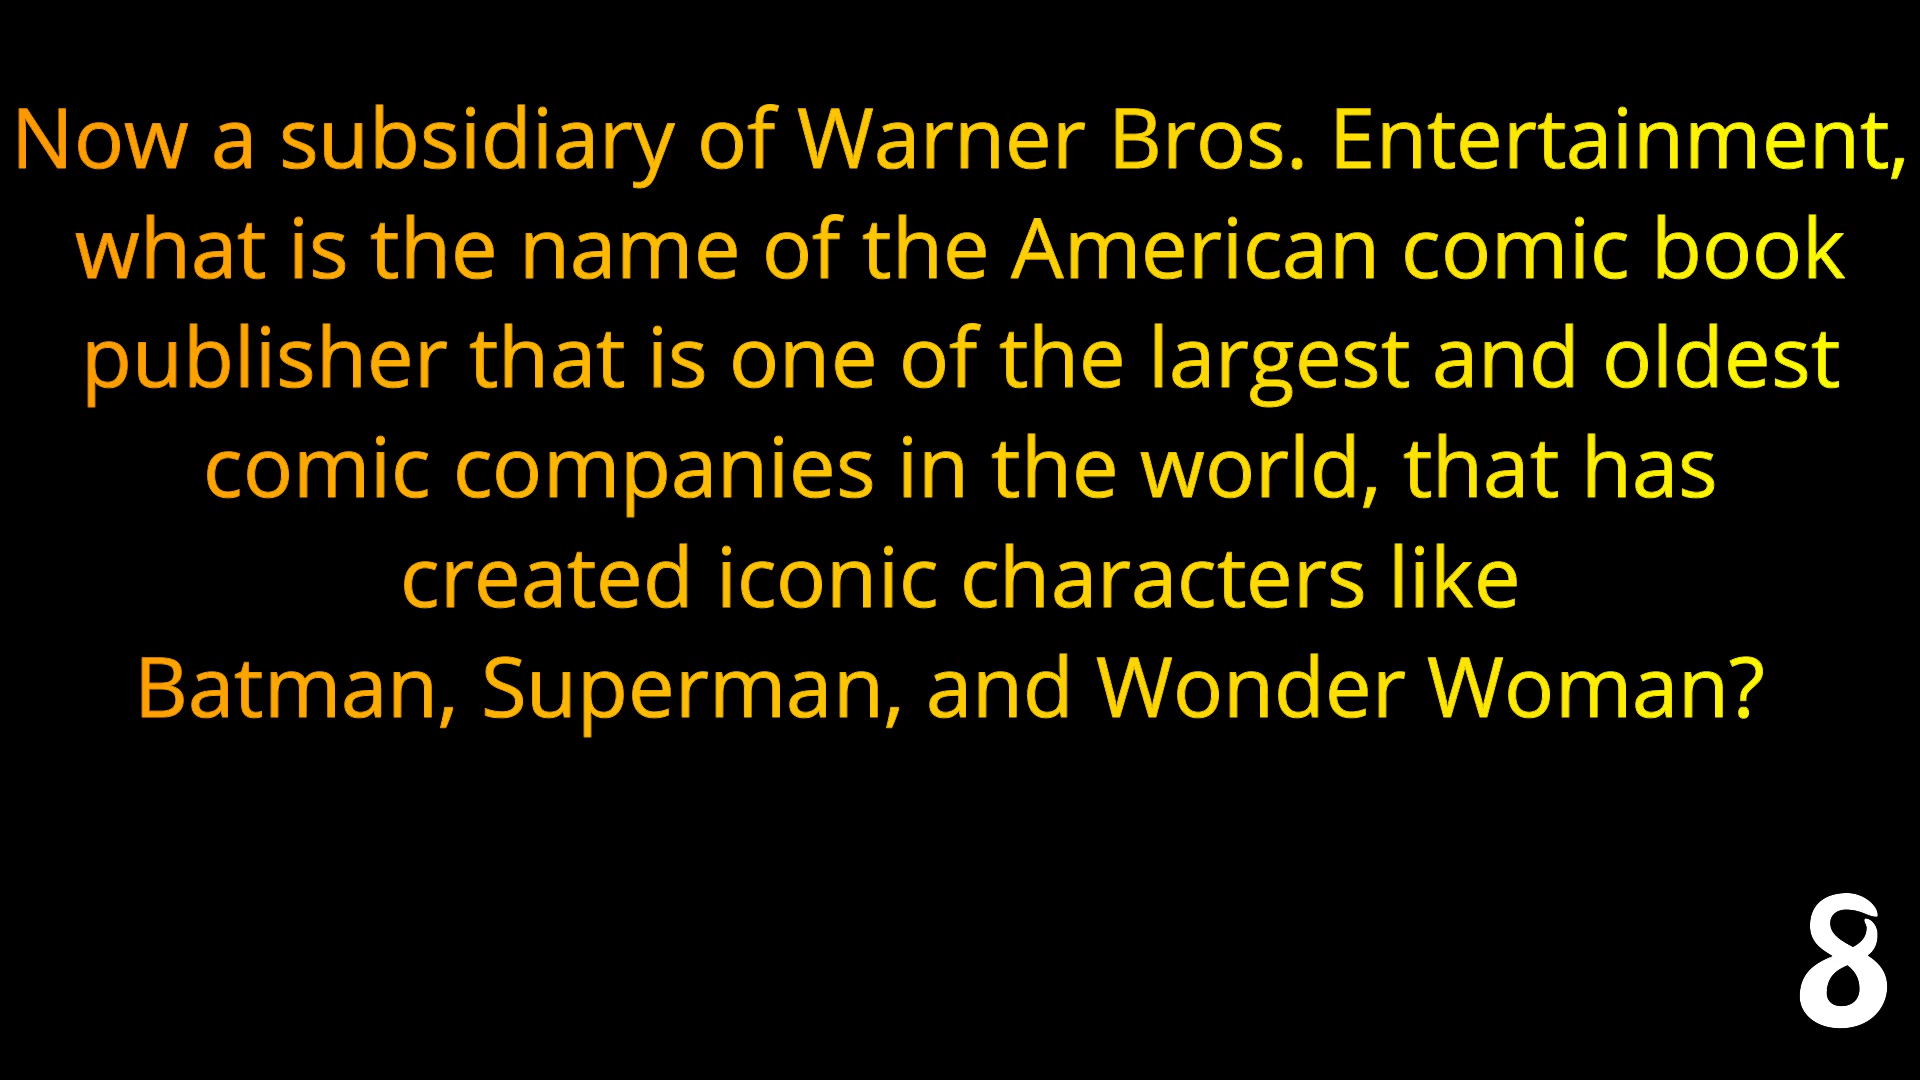 Now a subsidiary of Warner Bros. Entertainment,
what is the name of the American comic book
publisher that is one of the largest and oldest
comic companies in the world, that has
created iconic characters like
Batman, Superman, and Wonder Woman?
8